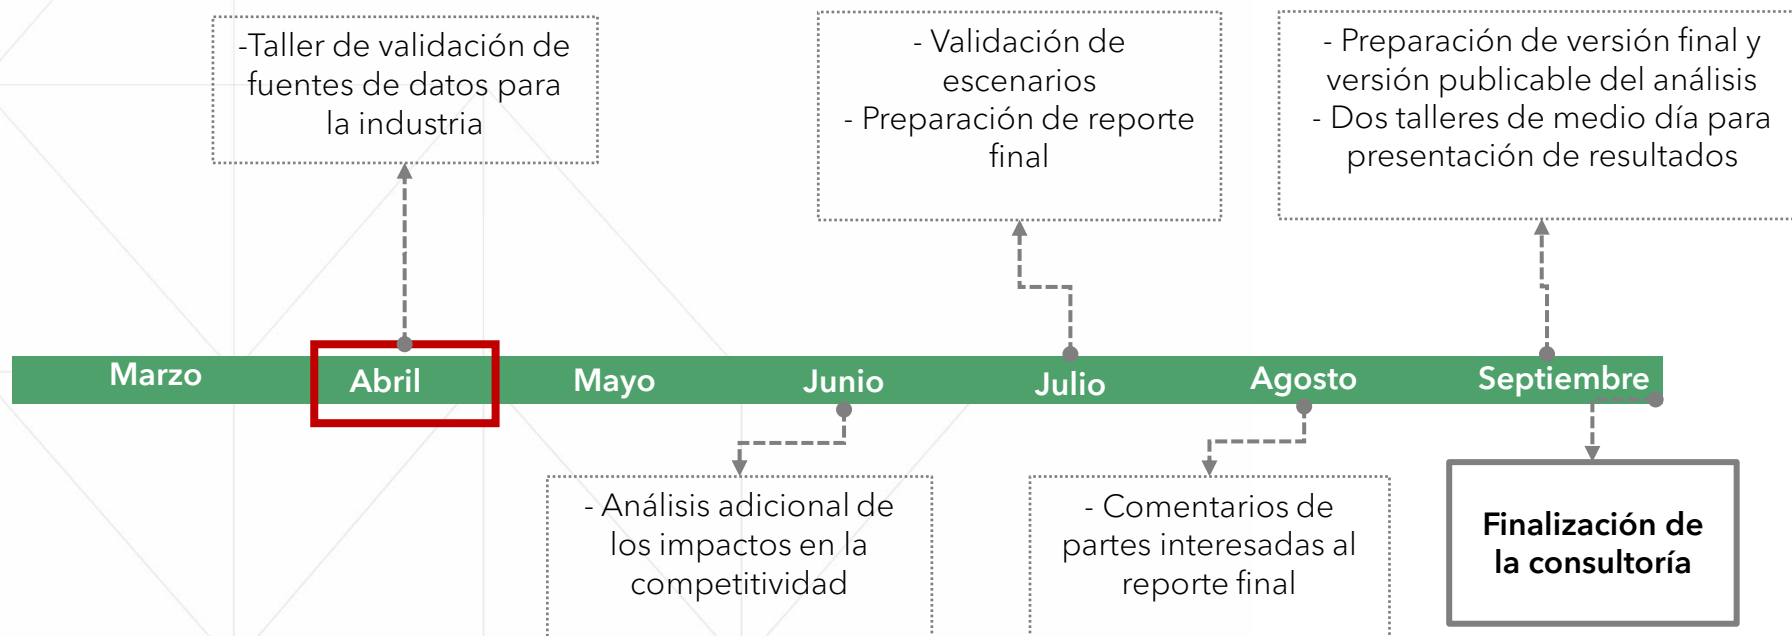 -Taller de validación de
fuentes de datos para
la industria
- Validación de
escenarios
- Preparación de reporte
final
- Preparación de versión final y
versión publicable del análisis
- Dos talleres de medio día para
presentación de resultados
Marzo
Abril
Mayo
Junio
Julio
Agosto
Septiembre
- Análisis adicional de
los impactos en la
competitividad
- Comentarios de
partes interesadas al
reporte final
Finalización de
la consultoría